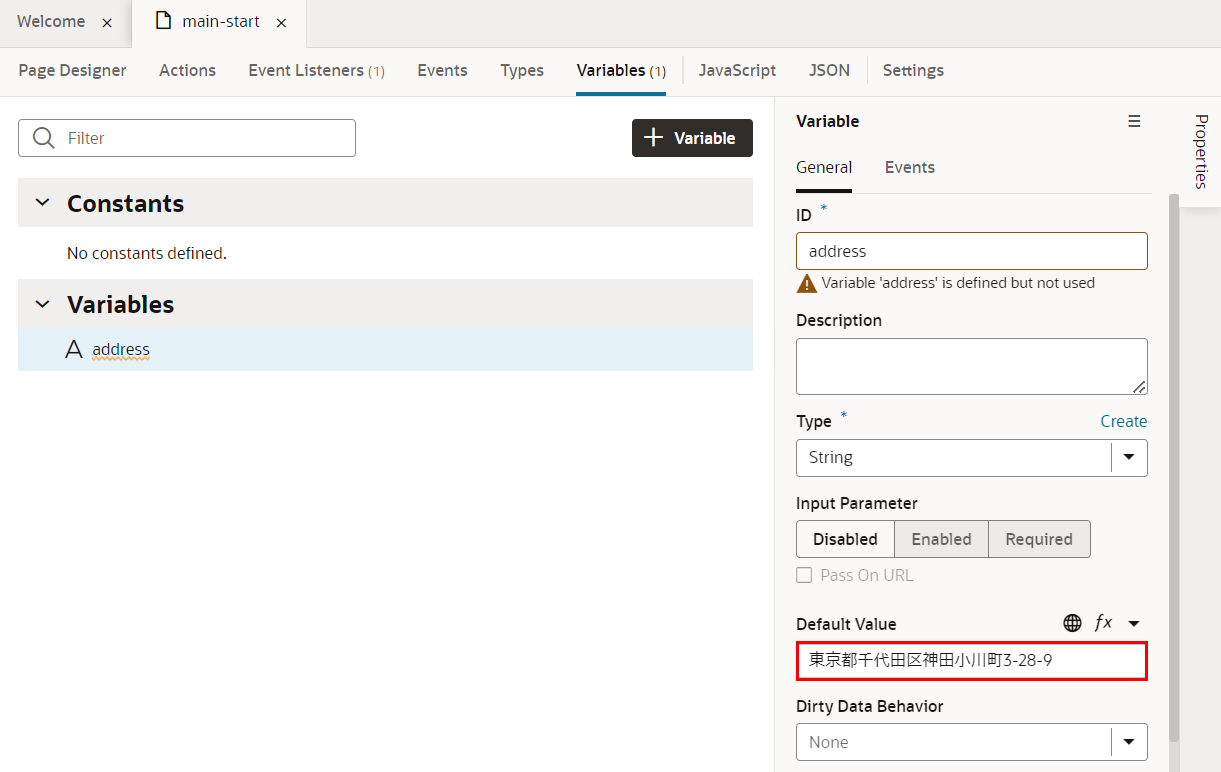 Welcome
main-start
Page Designer Actions Event Listeners (1) Events Types Variables (1) JavaScript JSON Settings
Filter
Variable
Constants
No constants defined.
Variables
address
Variable
Properties
General Events
ID *
address
Variable 'address' is defined but not used
Description
Type * Create
String
Input Parameter
Disabled Enabled Required
Pass On URL
Default Value fx
東京都千代田区神田小川町3-28-9
Dirty Data Behavior
None